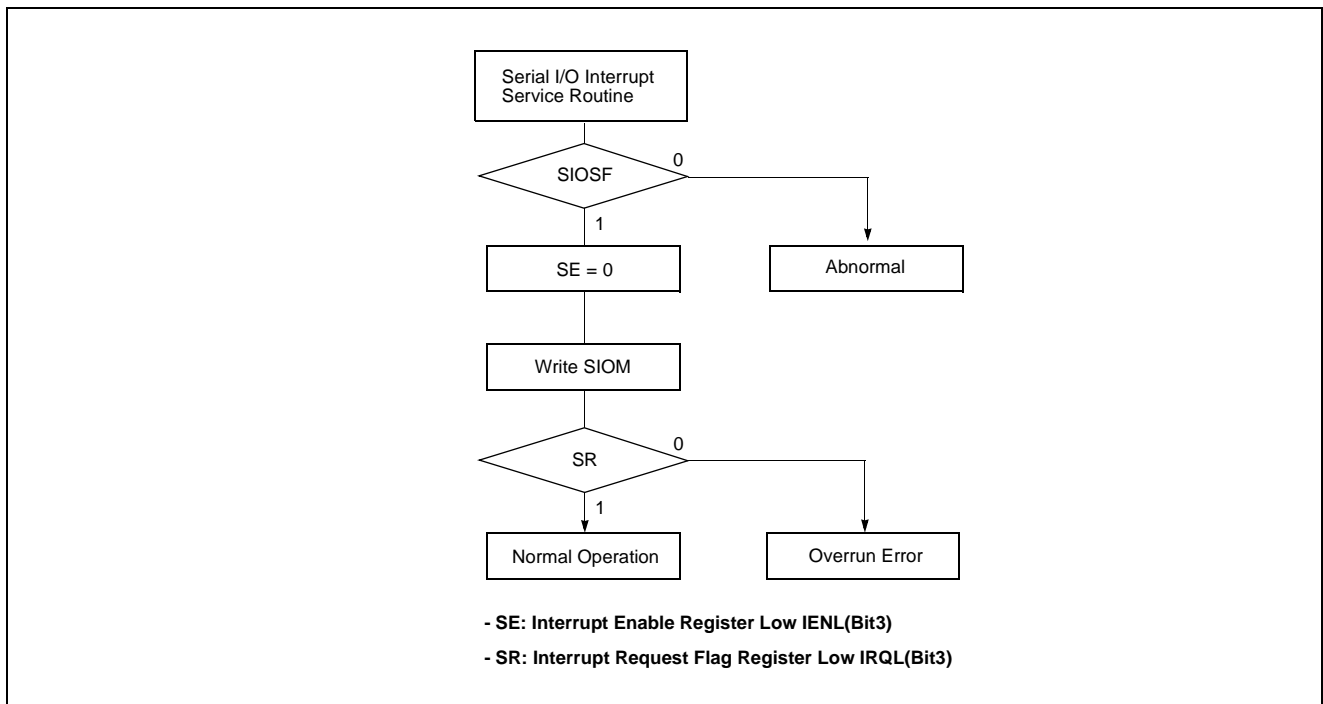 Serial I/O Interrupt
Service Routine
SIOSF
0
1
SE = 0
Abnormal
Write SIOM
SR
0
1
Normal Operation
Overrun Error
- SE: Interrupt Enable Register Low IENL(Bit3)
- SR: Interrupt Request Flag Register Low IRQL(Bit3)